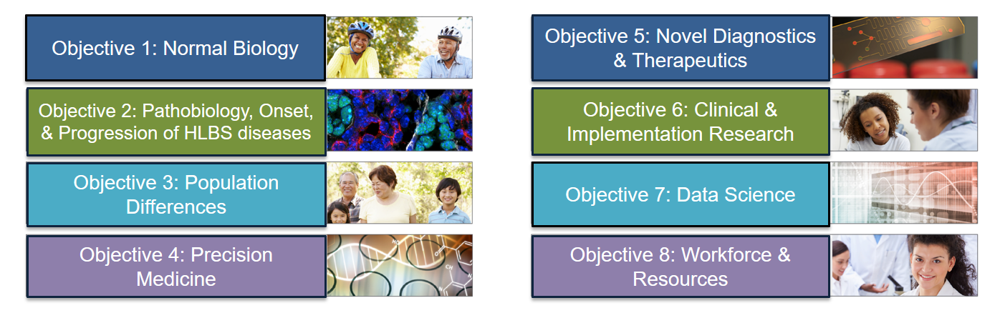 Objective 1: Normal Biology
Objective 2: Pathobiology, Onset,
& Progression of HLBS diseases
Objective 3: Population
Differences
Objective 4: Precision
Medicine
Objective 5: Novel Diagnostics
& Therapeutics
Objective 6: Clinical &
Implementation Research
Objective 7: Data Science
Objective 8: Workforce &
Resources